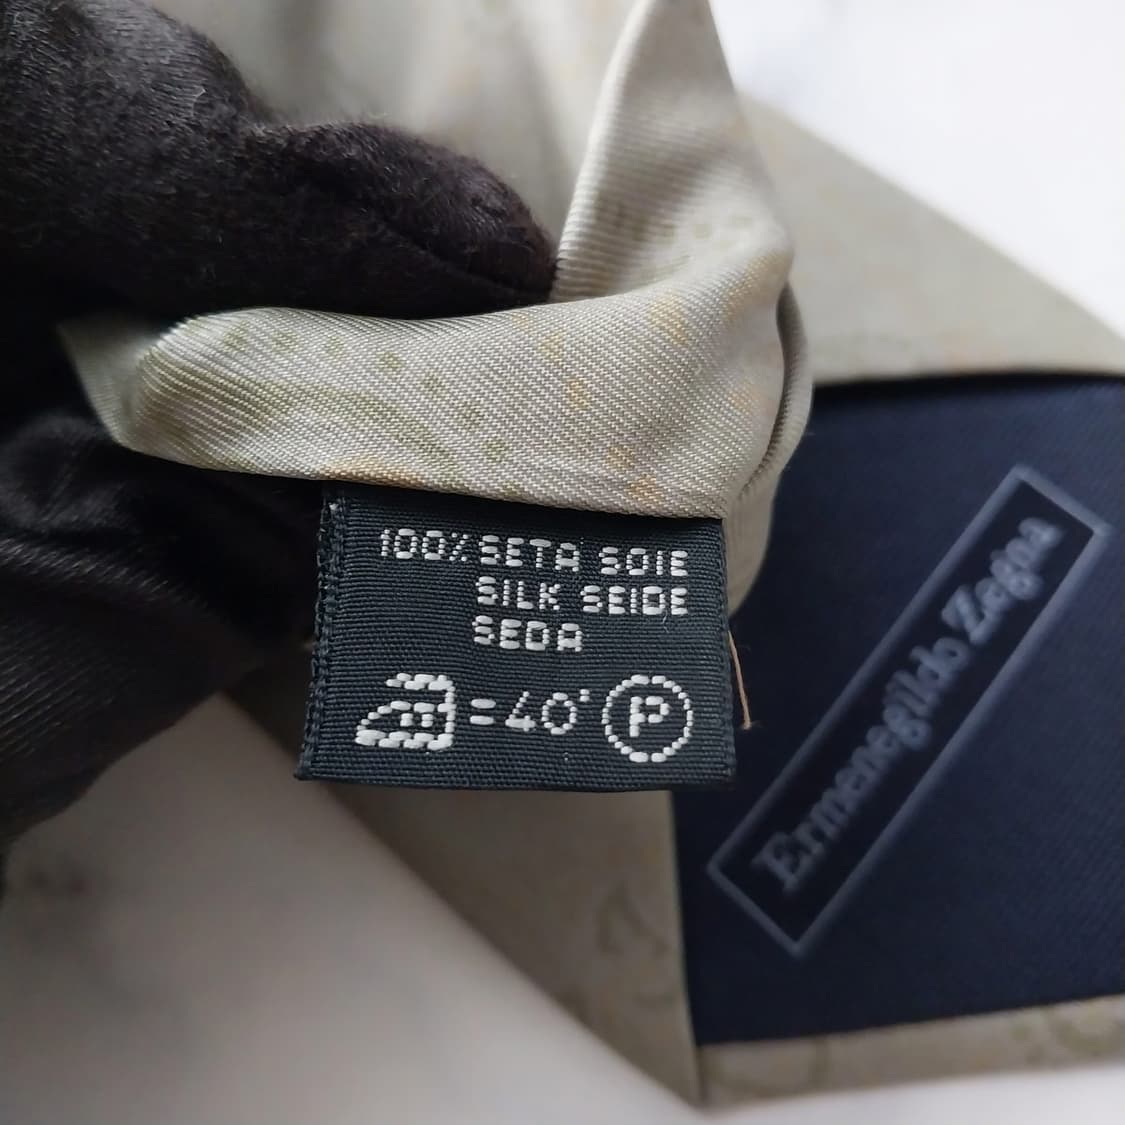 100% SETA SOIE
SILK SEIDE
SEDA
=40° P
Ermenegildo Zegna